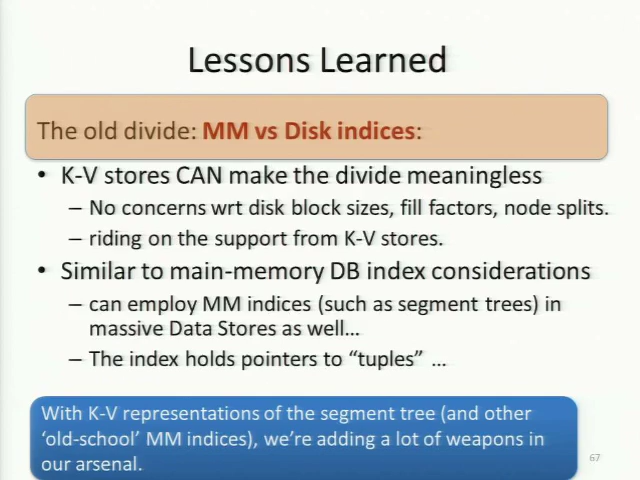 Lessons Learned
The old divide: MM vs Disk indices:
• K-V stores CAN make the divide meaningless
– No concerns wrt disk block sizes, fill factors, node splits.
– riding on the support from K-V stores.
• Similar to main-memory DB index considerations
– can employ MM indices (such as segment trees) in
massive Data Stores as well…
– The index holds pointers to “tuples” …
With K-V representations of the segment tree (and other
‘old-school’ MM indices), we’re adding a lot of weapons in
our arsenal.
67